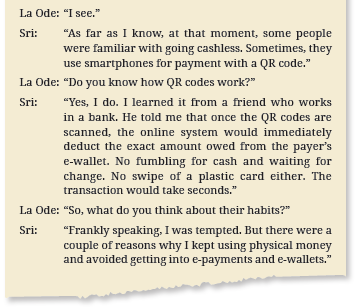 La Ode: “I see.”
Sri: “As far as I know, at that moment, some people
were familiar with going cashless. Sometimes, they
use smartphones for payment with a QR code.”
La Ode: “Do you know how QR codes work?”
Sri: “Yes, I do. I learned it from a friend who works
in a bank. He told me that once the QR codes are
scanned, the online system would immediately
deduct the exact amount owed from the payer’s
e-wallet. No fumbling for cash and waiting for
change. No swipe of a plastic card either. The
transaction would take seconds.”
La Ode: “So, what do you think about their habits?”
Sri: “Frankly speaking, I was tempted. But there were a
couple of reasons why I kept using physical money
and avoided getting into e-payments and e-wallets.”